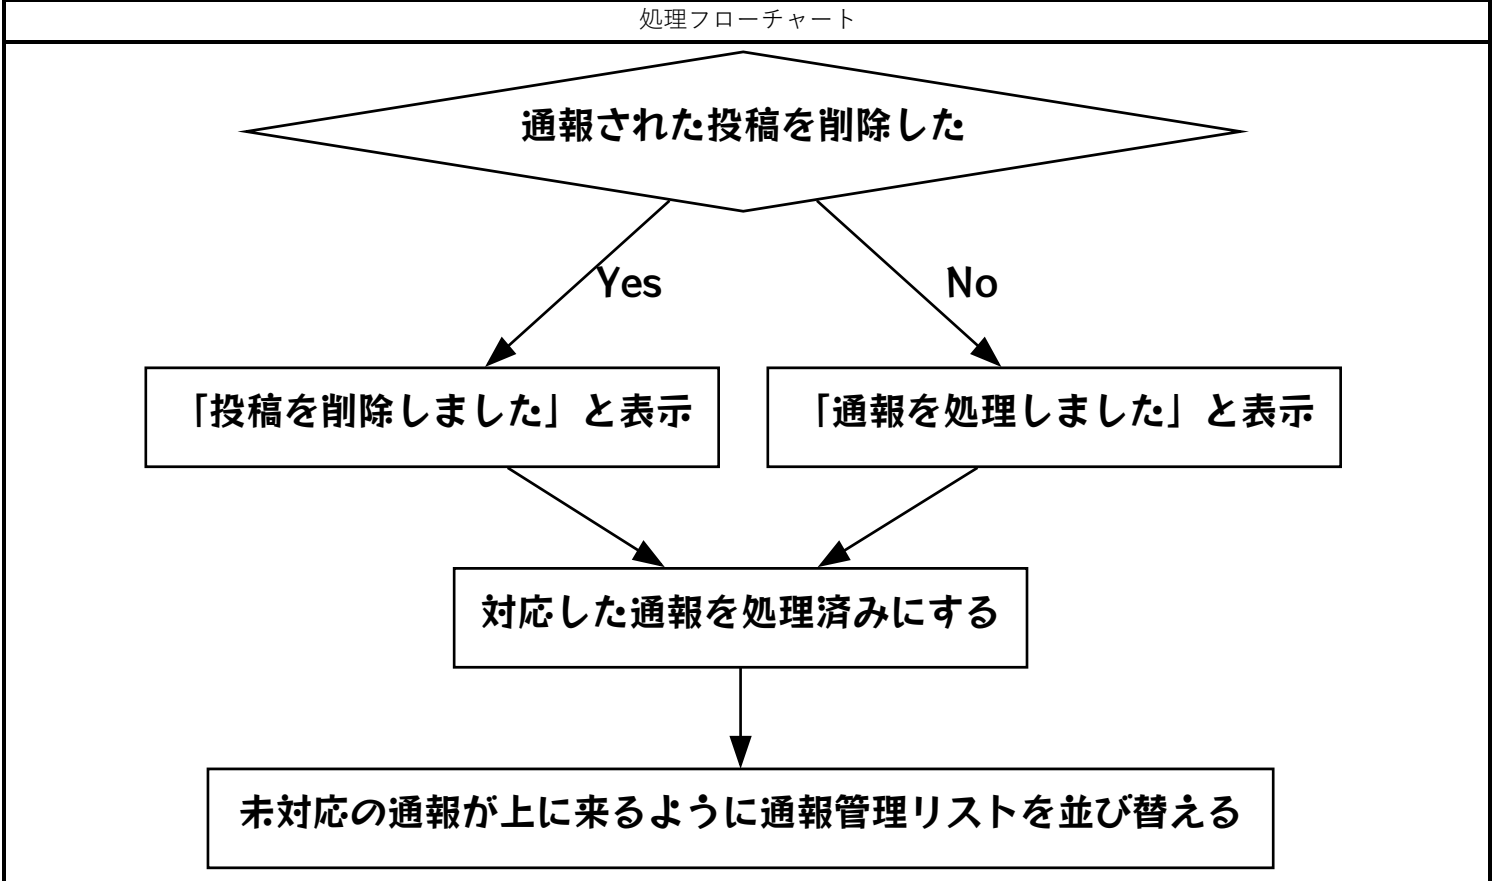 処理フローチャート
通報された投稿を削除した
Yes
No
「投稿を削除しました」と表示
「通報を処理しました」と表示
対応した通報を処理済みにする
未対応の通報が上に来るように通報管理リストを並び替える